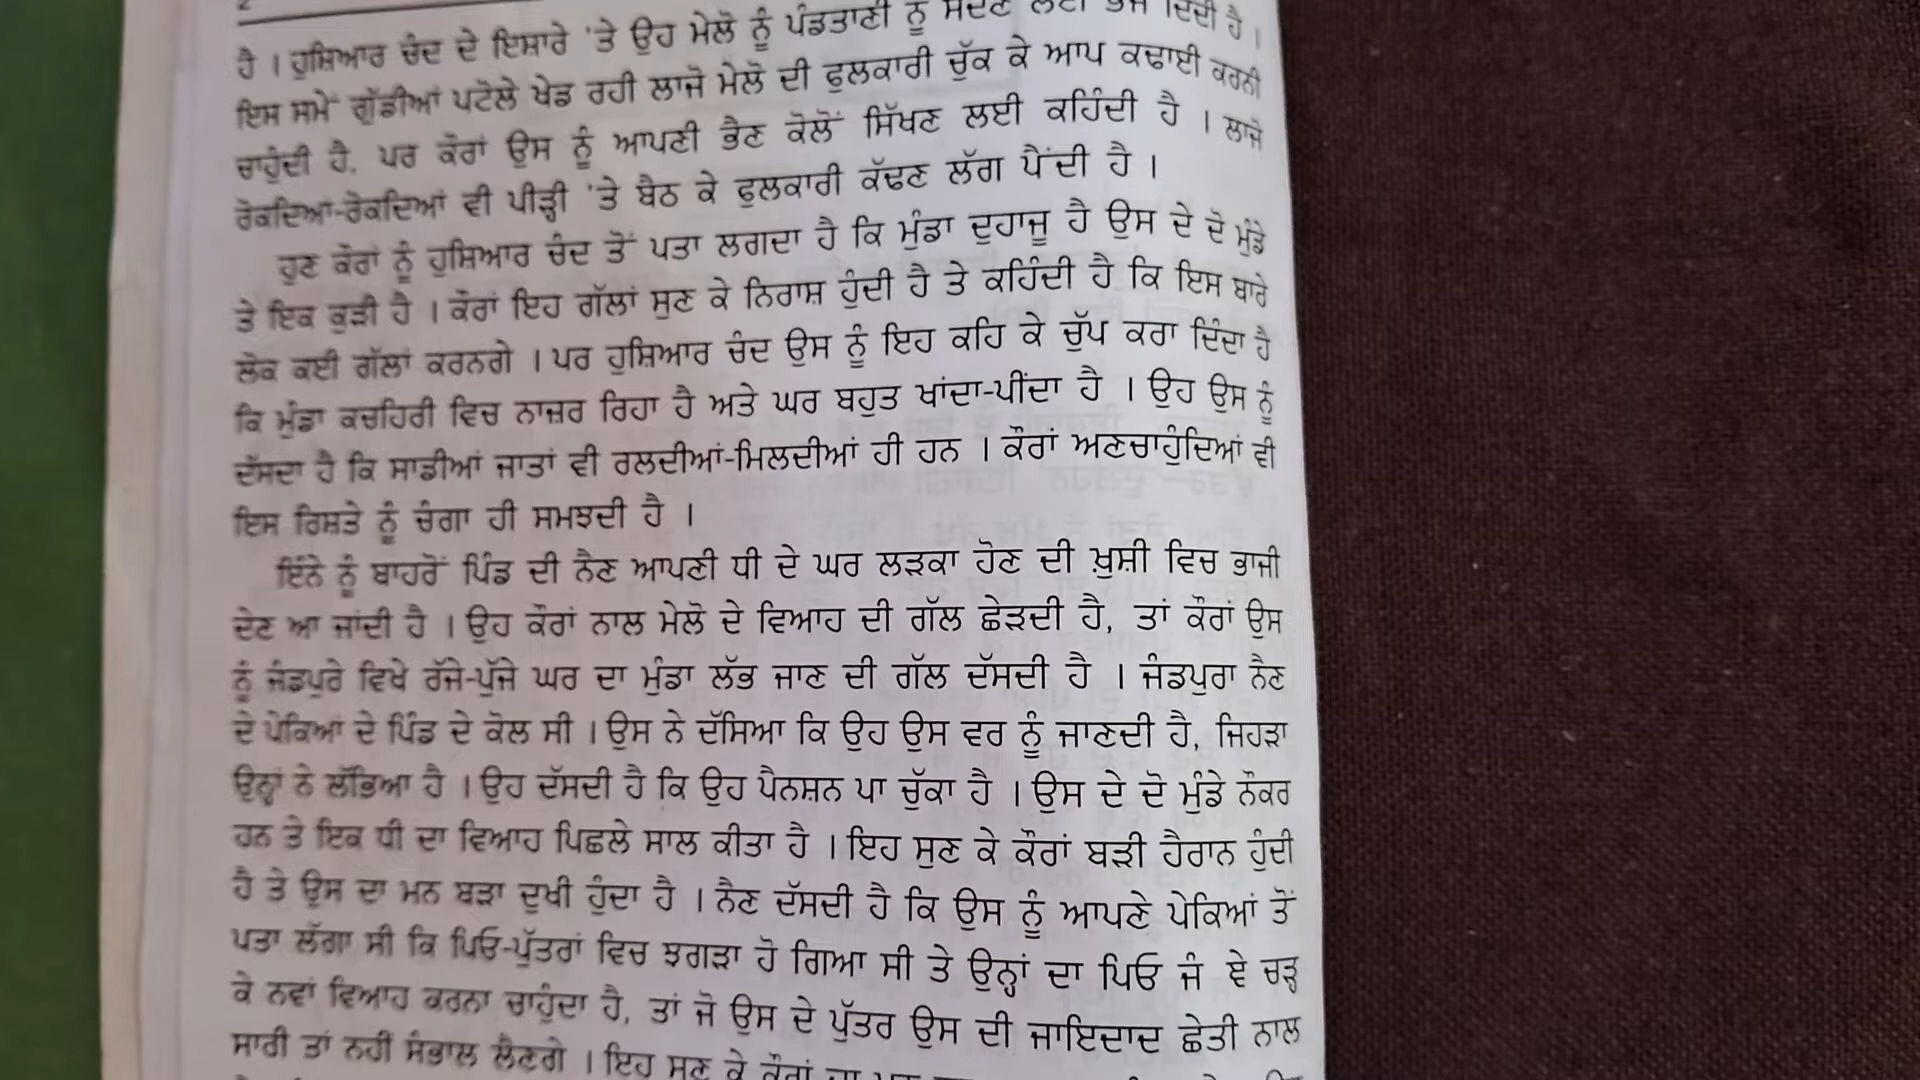 ਹੈ । ਹੁਸ਼ਿਆਰ ਚੰਦ ਦੇ ਇਸ਼ਾਰੇ 'ਤੇ ਉਹ ਮੇਲੋ ਨੂੰ ਪੰਡਤਾਣੀ ਨੂੰ ਸੱਦਣ ਲਈ ਭੇਜ ਦਿੰਦੀ ਹੈ ।
ਇਸ ਸਮੇਂ ਗੁੱਡੀਆਂ ਪਟੋਲੇ ਖੇਡ ਰਹੀ ਲਾਜੋ ਮੇਲੋ ਦੀ ਫੁਲਕਾਰੀ ਚੁੱਕ ਕੇ ਆਪ ਕਢਾਈ ਕਰਨੀ
ਚਾਹੁੰਦੀ ਹੈ, ਪਰ ਕੌਰਾਂ ਉਸ ਨੂੰ ਆਪਣੀ ਭੈਣ ਕੋਲੋਂ ਸਿੱਖਣ ਲਈ ਕਹਿੰਦੀ ਹੈ । ਲਾਜੋ
ਰੋਕਦਿਆਂ-ਰੋਕਦਿਆਂ ਵੀ ਪੀੜ੍ਹੀ 'ਤੇ ਬੈਠ ਕੇ ਫੁਲਕਾਰੀ ਕੱਢਣ ਲੱਗ ਪੈਂਦੀ ਹੈ ।
ਹੁਣ ਕੌਰਾਂ ਨੂੰ ਹੁਸ਼ਿਆਰ ਚੰਦ ਤੋਂ ਪਤਾ ਲਗਦਾ ਹੈ ਕਿ ਮੁੰਡਾ ਦੁਹਾਜੂ ਹੈ ਉਸ ਦੇ ਦੋ ਮੁੰਡੇ
ਤੇ ਇਕ ਕੁੜੀ ਹੈ । ਕੌਰਾਂ ਇਹ ਗੱਲਾਂ ਸੁਣ ਕੇ ਨਿਰਾਸ਼ ਹੁੰਦੀ ਹੈ ਤੇ ਕਹਿੰਦੀ ਹੈ ਕਿ ਇਸ ਬਾਰੇ
ਲੋਕ ਕਈ ਗੱਲਾਂ ਕਰਨਗੇ । ਪਰ ਹੁਸ਼ਿਆਰ ਚੰਦ ਉਸ ਨੂੰ ਇਹ ਕਹਿ ਕੇ ਚੁੱਪ ਕਰਾ ਦਿੰਦਾ ਹੈ
ਕਿ ਮੁੰਡਾ ਕਚਹਿਰੀ ਵਿਚ ਨਾਜ਼ਰ ਰਿਹਾ ਹੈ ਅਤੇ ਘਰ ਬਹੁਤ ਖਾਂਦਾ-ਪੀਂਦਾ ਹੈ । ਉਹ ਉਸ ਨੂੰ
ਦੱਸਦਾ ਹੈ ਕਿ ਸਾਡੀਆਂ ਜਾਤਾਂ ਵੀ ਰਲਦੀਆਂ-ਮਿਲਦੀਆਂ ਹੀ ਹਨ । ਕੌਰਾਂ ਅਣਚਾਹੁੰਦਿਆਂ ਵੀ
ਇਸ ਰਿਸ਼ਤੇ ਨੂੰ ਚੰਗਾ ਹੀ ਸਮਝਦੀ ਹੈ ।
ਇੰਨੇ ਨੂੰ ਬਾਹਰੋਂ ਪਿੰਡ ਦੀ ਨੈਣ ਆਪਣੀ ਧੀ ਦੇ ਘਰ ਲੜਕਾ ਹੋਣ ਦੀ ਖ਼ੁਸ਼ੀ ਵਿਚ ਭਾਜੀ
ਦੇਣ ਆ ਜਾਂਦੀ ਹੈ । ਉਹ ਕੌਰਾਂ ਨਾਲ ਮੇਲੋ ਦੇ ਵਿਆਹ ਦੀ ਗੱਲ ਛੇੜਦੀ ਹੈ, ਤਾਂ ਕੌਰਾਂ ਉਸ
ਨੂੰ ਜੰਡਪੁਰੇ ਵਿਖੇ ਰੱਜੇ-ਪੁੱਜੇ ਘਰ ਦਾ ਮੁੰਡਾ ਲੱਭ ਜਾਣ ਦੀ ਗੱਲ ਦੱਸਦੀ ਹੈ । ਜੰਡਪੁਰਾ ਨੈਣ
ਦੇ ਪੇਕਿਆਂ ਦੇ ਪਿੰਡ ਦੇ ਕੋਲ ਸੀ । ਉਸ ਨੇ ਦੱਸਿਆ ਕਿ ਉਹ ਉਸ ਵਰ ਨੂੰ ਜਾਣਦੀ ਹੈ, ਜਿਹੜਾ
ਉਨ੍ਹਾਂ ਨੇ ਲੱਭਿਆ ਹੈ । ਉਹ ਦੱਸਦੀ ਹੈ ਕਿ ਉਹ ਪੈਨਸ਼ਨ ਪਾ ਚੁੱਕਾ ਹੈ । ਉਸ ਦੇ ਦੋ ਮੁੰਡੇ ਨੌਕਰ
ਹਨ ਤੇ ਇਕ ਧੀ ਦਾ ਵਿਆਹ ਪਿਛਲੇ ਸਾਲ ਕੀਤਾ ਹੈ । ਇਹ ਸੁਣ ਕੇ ਕੌਰਾਂ ਬੜੀ ਹੈਰਾਨ ਹੁੰਦੀ
ਹੈ ਤੇ ਉਸ ਦਾ ਮਨ ਬੜਾ ਦੁਖੀ ਹੁੰਦਾ ਹੈ । ਨੈਣ ਦੱਸਦੀ ਹੈ ਕਿ ਉਸ ਨੂੰ ਆਪਣੇ ਪੇਕਿਆਂ ਤੋਂ
ਪਤਾ ਲੱਗਾ ਸੀ ਕਿ ਪਿਓ-ਪੁੱਤਰਾਂ ਵਿਚ ਝਗੜਾ ਹੋ ਗਿਆ ਸੀ ਤੇ ਉਨ੍ਹਾਂ ਦਾ ਪਿਓ ਜੰ ਞੇ ਚੜ੍ਹ
ਕੇ ਨਵਾਂ ਵਿਆਹ ਕਰਨਾ ਚਾਹੁੰਦਾ ਹੈ, ਤਾਂ ਜੋ ਉਸ ਦੇ ਪੁੱਤਰ ਉਸ ਦੀ ਜਾਇਦਾਦ ਛੇਤੀ ਨਾਲ
ਸਾਰੀ ਤਾਂ ਨਹੀਂ ਸੰਭਾਲ ਲੈਣਗੇ । ਇਹ ਸੁਣ ਕੇ ਕੌਰਾਂ ਦਾ